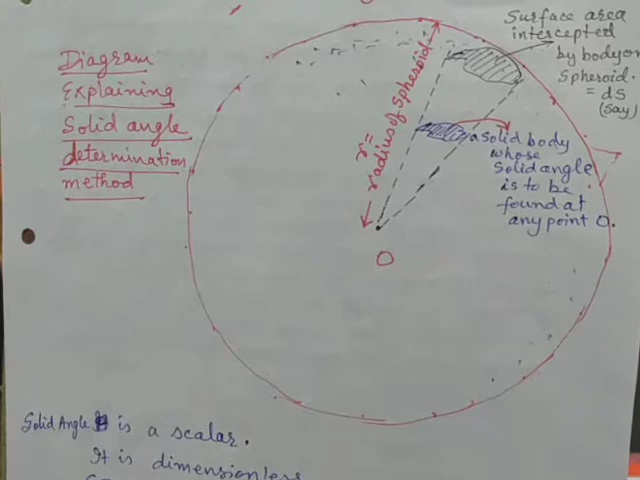 Diagram
Explaining
Solid angle
determination
method
Surface area
intercepted
by body on
Spheroid.
= ds
(say)
r =
radius of spheroid
a solid body
whose
solid angle
is to be
found at
any point O.
O
Solid Angle is a scalar.
It is dimensionless